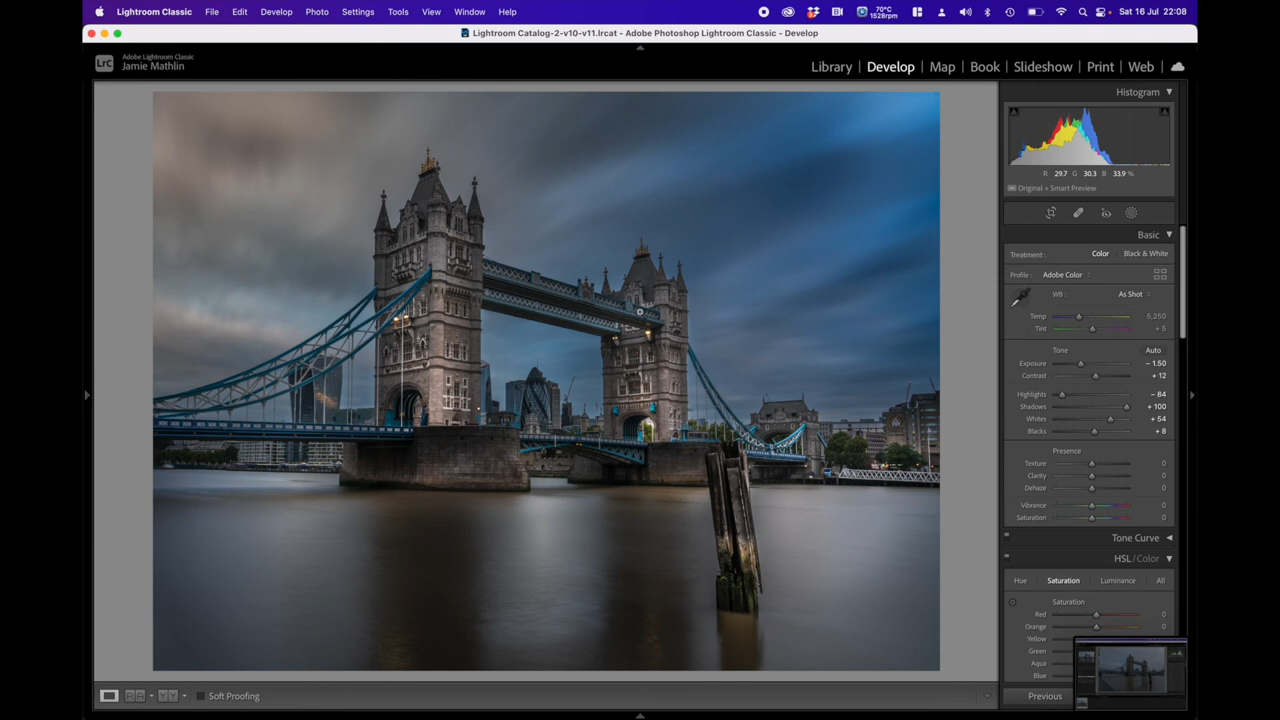 Lightroom Classic File Edit Develop Photo Settings Tools View Window Help 70°C 1528rpm Sat 16 Jul 22:08
Lightroom Catalog-2-v10-v11.lrcat - Adobe Photoshop Lightroom Classic - Develop
LrC Adobe Lightroom Classic
Jamie Mathlin
Library Develop Map Book Slideshow Print Web
Histogram
R 29.7 G 30.3 B 33.9 %
Original + Smart Preview
Basic
Treatment : Color Black & White
Profile : Adobe Color
WB : As Shot
Temp 5,250
Tint + 5
Tone Auto
Exposure − 1.50
Contrast + 12
Highlights − 84
Shadows + 100
Whites + 54
Blacks + 8
Presence
Texture 0
Clarity 0
Dehaze 0
Vibrance 0
Saturation 0
Tone Curve
HSL/Color
Hue Saturation Luminance All
Saturation
Red 0
Orange 0
Yellow
Green
Aqua
Blue
Soft Proofing
Previous